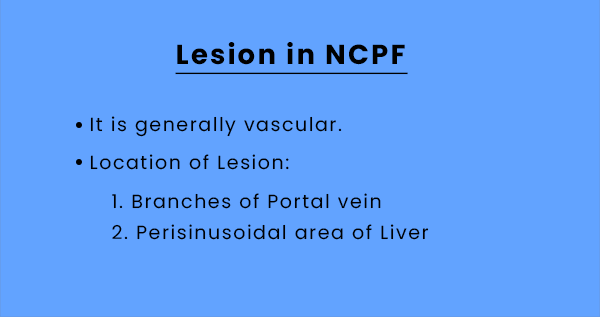 Lesion in NCPF
• It is generally vascular.
• Location of Lesion:
1. Branches of Portal vein
2. Perisinusoidal area of Liver